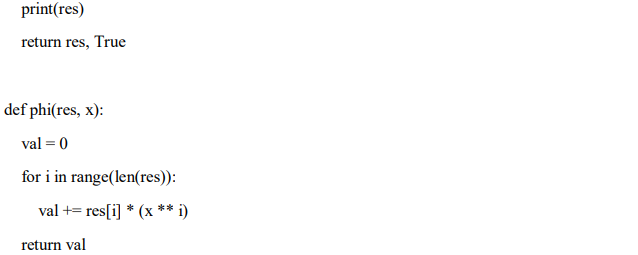 print(res)
return res, True
def phi(res, x):
val = 0
for i in range(len(res)):
val += res[i] * (x ** i)
return val